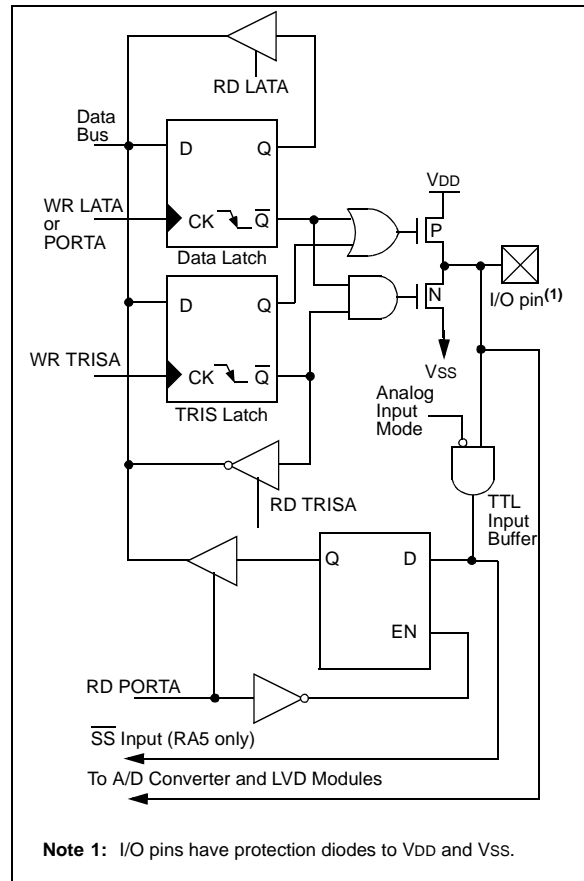 RD LATA
Data
Bus
D
Q
WR LATA
or
PORTA
CK
Q̅
Data Latch
VDD
P
I/O pin(1)
D
Q
N
WR TRISA
CK
Q̅
VSS
TRIS Latch
Analog
Input
Mode
RD TRISA
TTL
Input
Buffer
Q
D
EN
RD PORTA
S̅S̅ Input (RA5 only)
To A/D Converter and LVD Modules
Note 1: I/O pins have protection diodes to VDD and VSS.